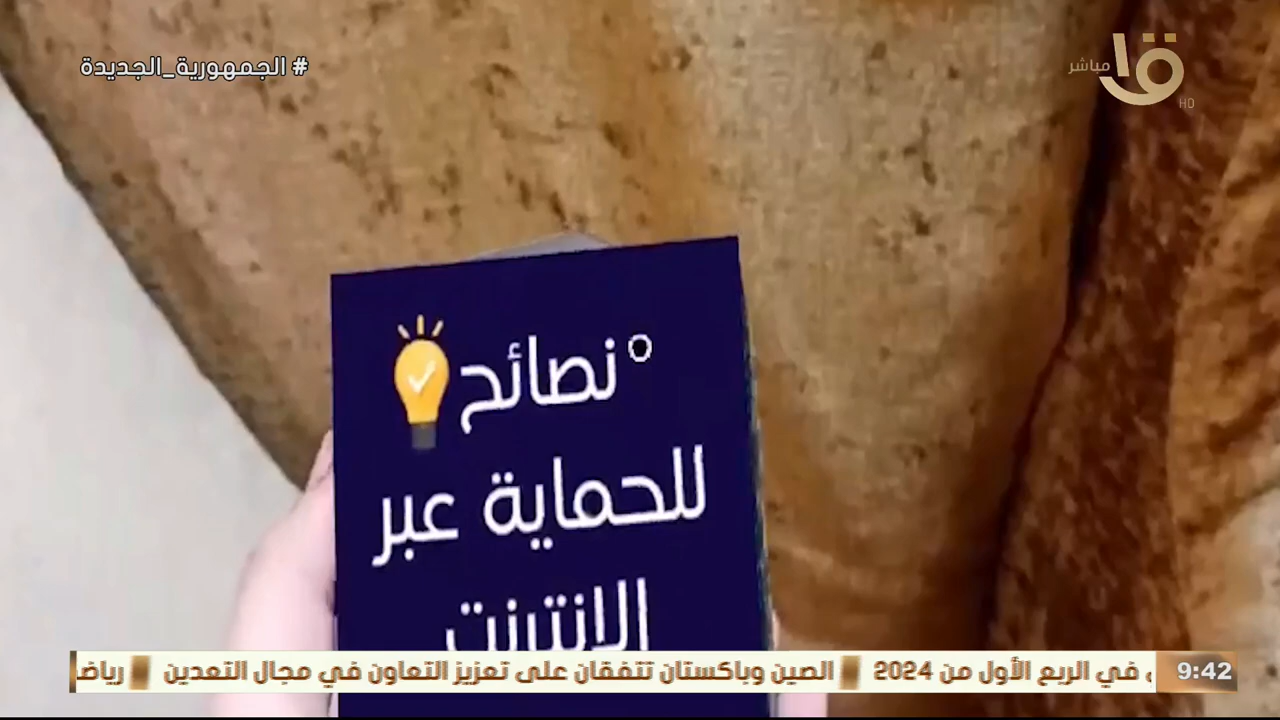 #الجمهورية_الجديدة
مباشر
HD
نصائح
للحماية عبر
الانترنت
9:42
في الربع الأول من 2024
الصين وباكستان تتفقان على تعزيز التعاون في مجال التعدين